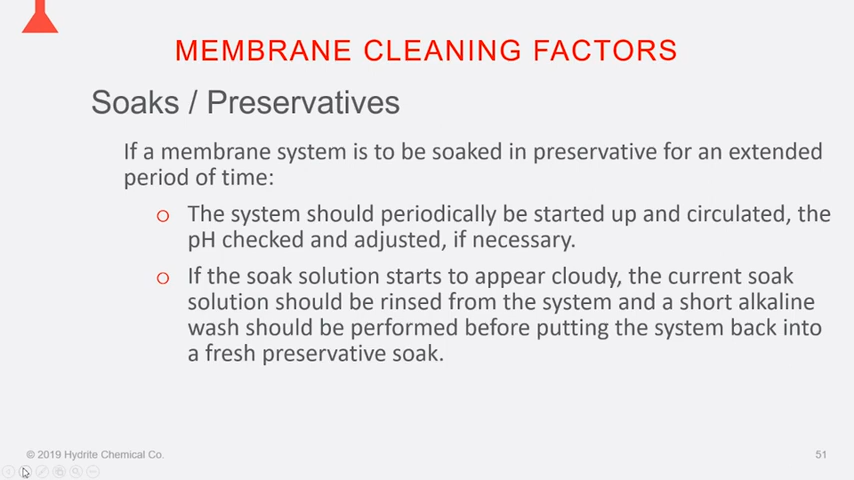 MEMBRANE CLEANING FACTORS
Soaks / Preservatives
If a membrane system is to be soaked in preservative for an extended
period of time:
o The system should periodically be started up and circulated, the
pH checked and adjusted, if necessary.
o If the soak solution starts to appear cloudy, the current soak
solution should be rinsed from the system and a short alkaline
wash should be performed before putting the system back into
a fresh preservative soak.
© 2019 Hydrite Chemical Co.
51